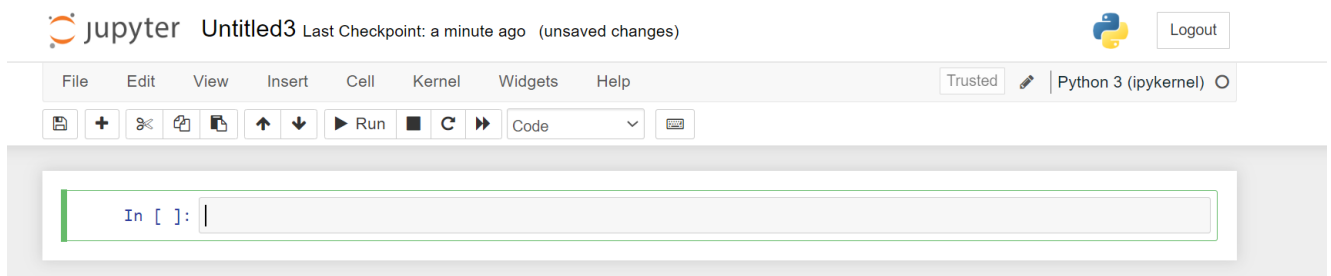 jupyter Untitled3 Last Checkpoint: a minute ago (unsaved changes) Logout
File Edit View Insert Cell Kernel Widgets Help Trusted Python 3 (ipykernel)
Run Code
In [ ]: